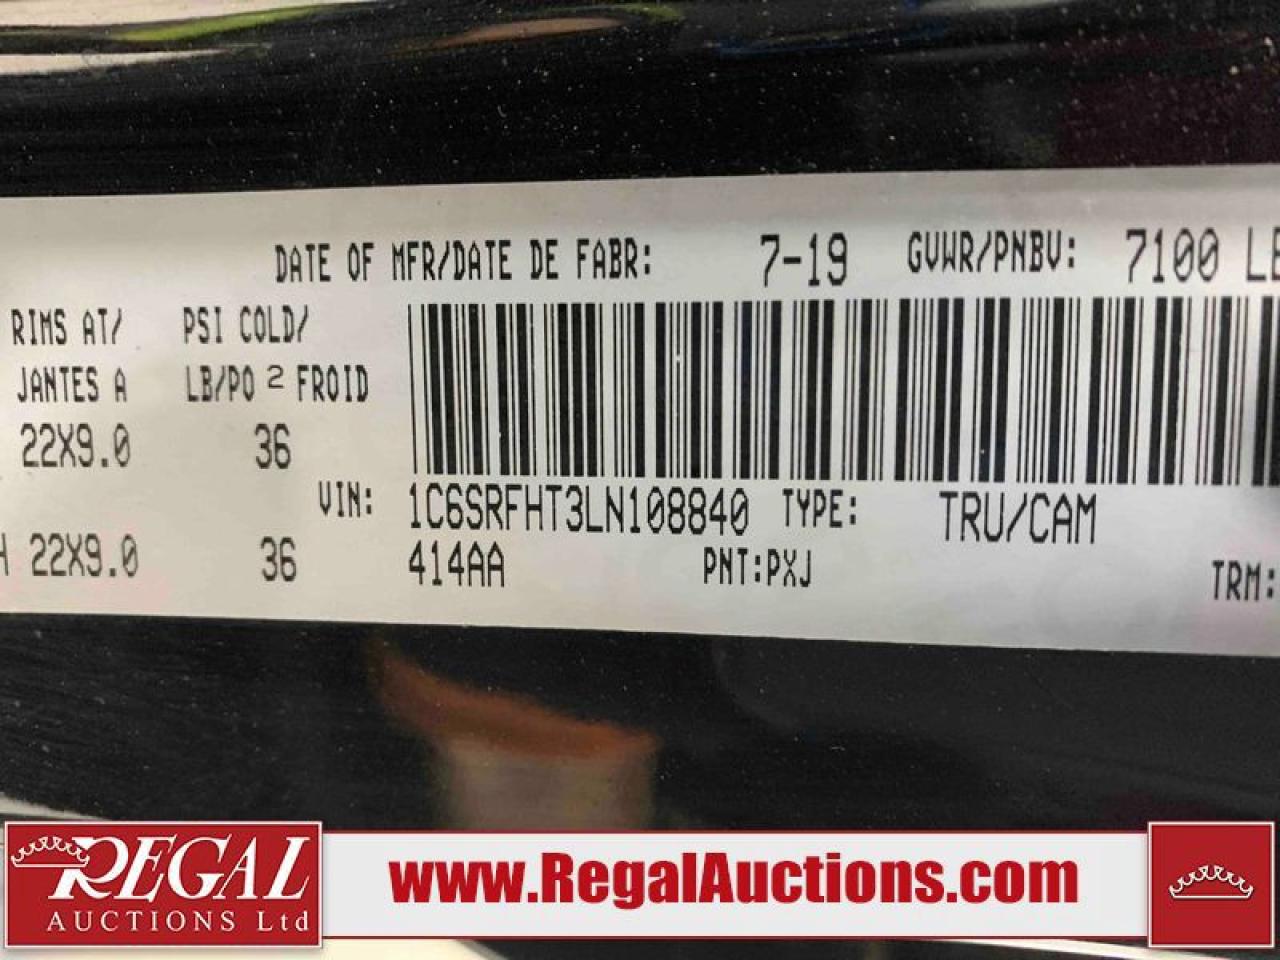 DATE OF MFR/DATE DE FABR: 7-19 GVWR/PNBV: 7100 LB
RIMS AT/ PSI COLD/
JANTES A LB/PO 2 FROID
22X9.0 36
VIN: 1C6SRFHT3LN108840 TYPE: TRU/CAM
H 22X9.0 36 414AA PNT:PXJ TRM:
REGAL
AUCTIONS Ltd
www.RegalAuctions.com